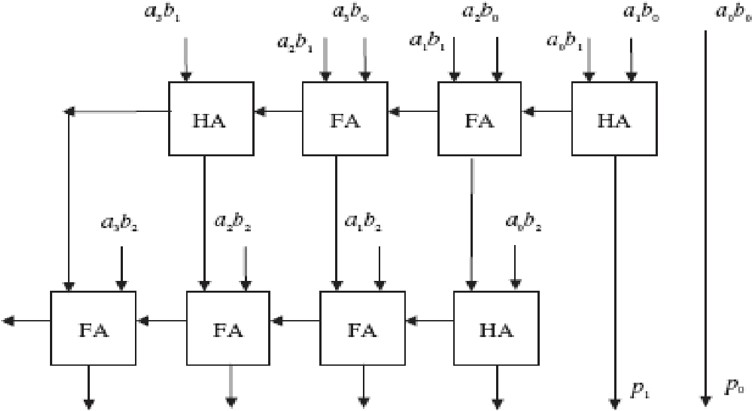 a₃b₁ a₃b₀ a₂b₀ a₁b₀ a₀b₀
a₂b₁ a₁b₁ a₀b₁
HA FA FA HA
a₃b₂ a₂b₂ a₁b₂ a₀b₂
FA FA FA HA
p₁ p₀